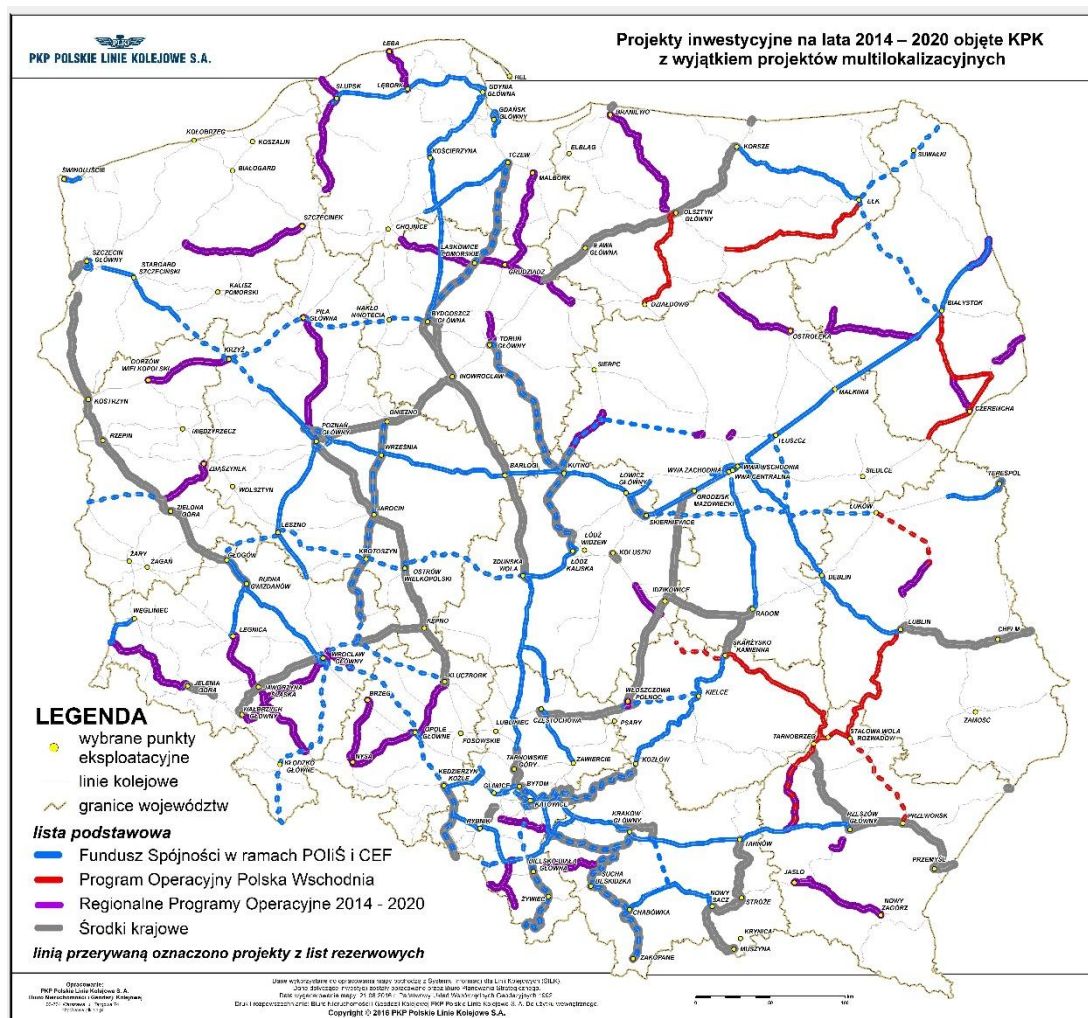 PKP POLSKIE LINIE KOLEJOWE S.A.
Projekty inwestycyjne na lata 2014 – 2020 objęte KPK
z wyjątkiem projektów multilokalizacyjnych
ŁEBA
HEL
SŁUPSK
LĘBORK
GDYNIA
GŁÓWNA
GDAŃSK
GŁÓWNY
KOŁOBRZEG
KOSZALIN
BIAŁOGARD
ŚWINOUJŚCIE
KOŚCIERZYNA
TCZEW
MALBORK
ELBLĄG
BRANIEWO
KORSZE
SUWAŁKI
EŁK
OLSZTYN
GŁÓWNY
IŁAWA
GŁÓWNA
SZCZECINEK
CHOJNICE
LASKOWICE
POMORSKIE
GRUDZIĄDZ
DZIAŁDOWO
SZCZECIN
GŁÓWNY
STARGARD
SZCZECIŃSKI
KALISZ
POMORSKI
PIŁA
GŁÓWNA
NAKŁO
N/NOTECIĄ
BYDGOSZCZ
GŁÓWNA
TORUŃ
GŁÓWNY
OSTROŁĘKA
BIAŁYSTOK
KRZYŻ
GORZÓW
WIELKOPOLSKI
SIERPC
MAŁKINIA
CZEREMCHA
INOWROCŁAW
KOSTRZYN
GNIEZNO
POZNAŃ
GŁÓWNY
WRZEŚNIA
RZEPIN
MIĘDZYRZECZ
ZBĄSZYNEK
WOLSZTYN
BARŁOGI
KUTNO
TŁUSZCZ
WWA ZACHODNIA
WWA WSCHODNIA
WWA CENTRALNA
ŁOWICZ
GŁÓWNY
GRODZISK
MAZOWIECKI
SKIERNIEWICE
SIEDLCE
TERESPOL
ŁUKÓW
ZIELONA
GÓRA
JAROCIN
LESZNO
KROTOSZYN
OSTRÓW
WIELKOPOLSKI
ZDUŃSKA
WOLA
ŁÓDŹ
WIDZEW
ŁÓDŹ
KALISKA
KOLUSZKI
ŻARY
ŻAGAŃ
GŁOGÓW
RUDNA
GWIZDANÓW
IDZIKOWICE
RADOM
DĘBLIN
LUBLIN
CHEŁM
WĘGLINIEC
LEGNICA
KĘPNO
WROCŁAW
GŁÓWNY
SKARŻYSKO
KAMIENNA
JELENIA
GÓRA
JAWORZYNA
ŚLĄSKA
WAŁBRZYCH
GŁÓWNY
BRZEG
KLUCZBORK
WŁOSZCZOWA
PÓŁNOC
KIELCE
ZAMOŚĆ
CZĘSTOCHOWA
PSARY
OPOLE
GŁÓWNE
LUBLINIEC
FOSOWSKIE
TARNOBRZEG
STALOWA WOLA
ROZWADÓW
NYSA
KŁODZKO
GŁÓWNE
TARNOWSKIE
GÓRY
ZAWIERCIE
KOZŁÓW
KĘDZIERZYN
KOŹLE
GLIWICE
BYTOM
KATOWICE
RYBNIK
KRAKÓW
GŁÓWNY
RZESZÓW
GŁÓWNY
PRZEWORSK
TARNÓW
PRZEMYŚL
BIELSKO-BIAŁA
GŁÓWNA
SUCHA
BESKIDZKA
ŻYWIEC
CHABÓWKA
NOWY
SĄCZ
STRÓŻE
JASŁO
NOWY
ZAGÓRZ
KRYNICA
MUSZYNA
ZAKOPANE
LEGENDA
wybrane punkty
eksploatacyjne
linie kolejowe
granice województw
lista podstawowa
Fundusz Spójności w ramach POIiŚ i CEF
Program Operacyjny Polska Wschodnia
Regionalne Programy Operacyjne 2014 - 2020
Środki krajowe
linią przerywaną oznaczono projekty z list rezerwowych
Opracowanie:
PKP Polskie Linie Kolejowe S. A.
Biuro Nieruchomości i Geodezji Kolejowej
Copyright © 2016 PKP Polskie Linie Kolejowe S.A.